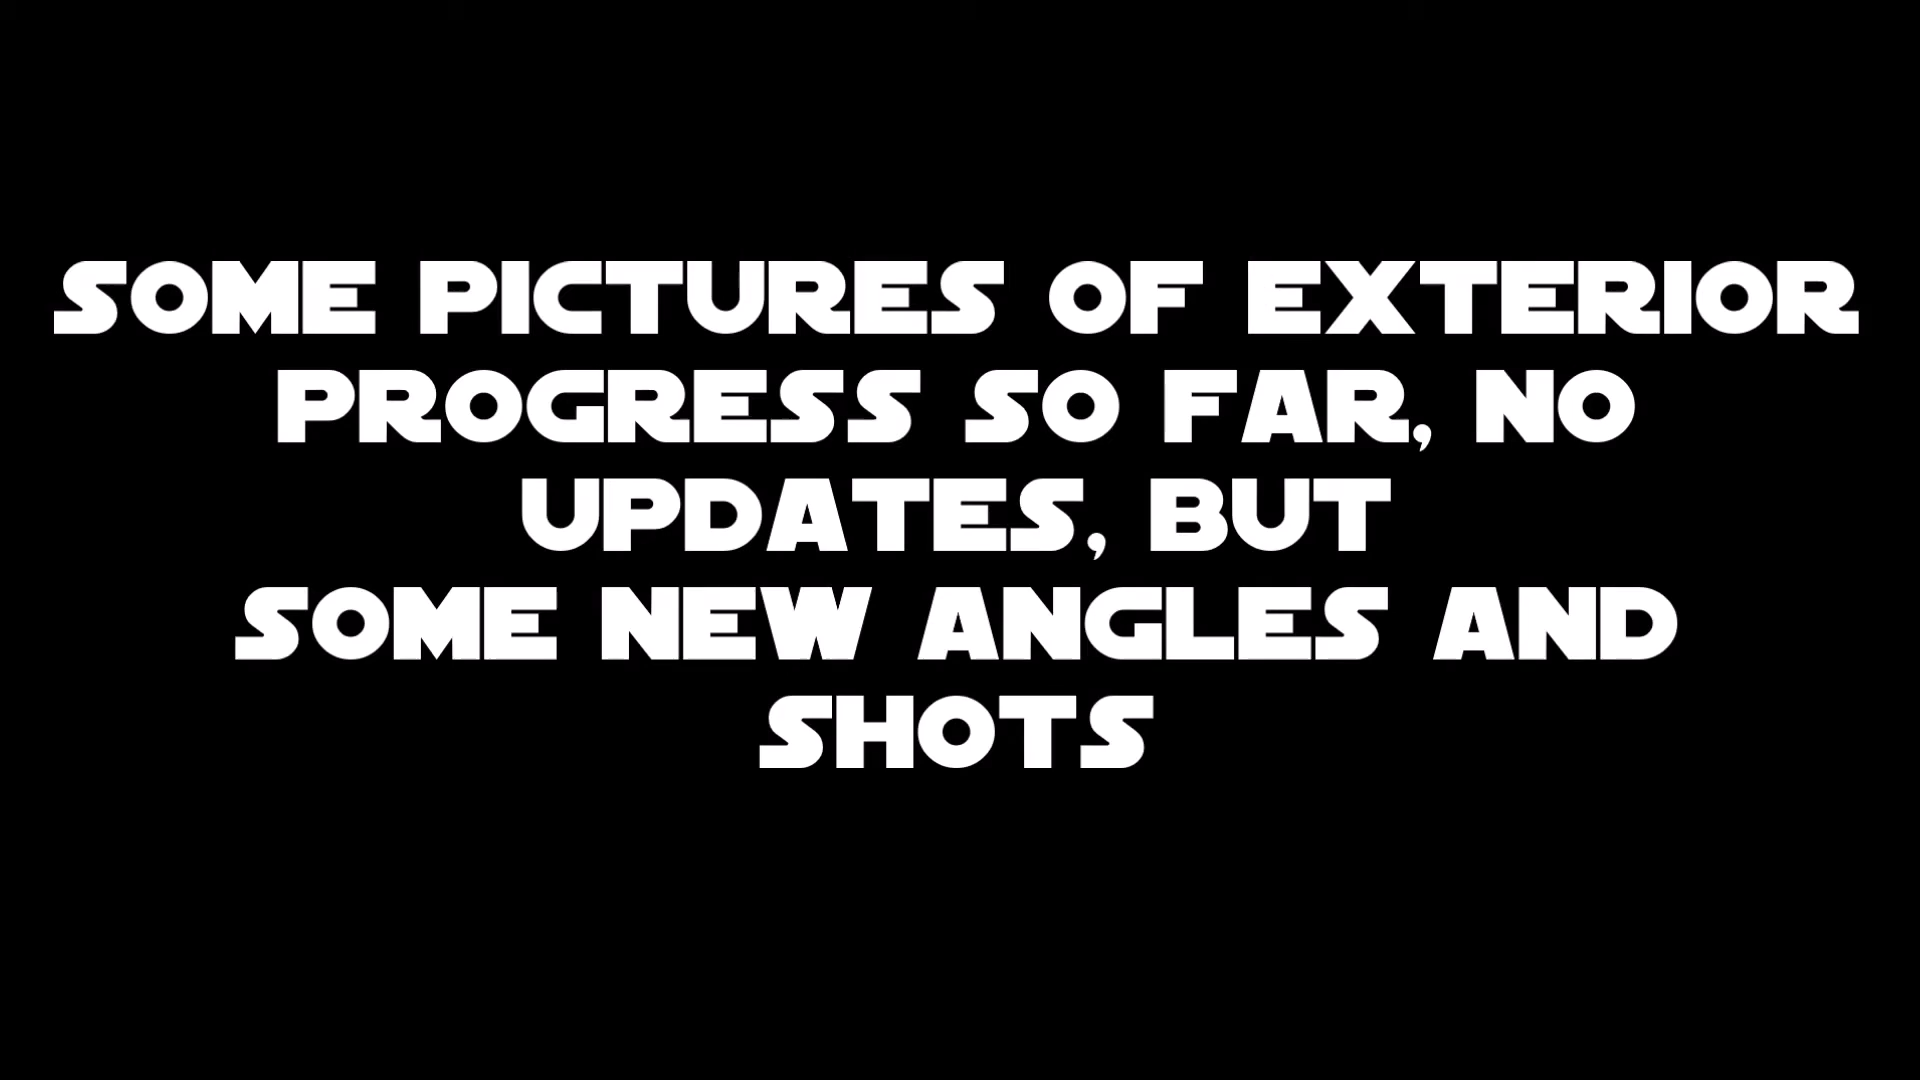 SOME PICTURES OF EXTERIOR
PROGRESS SO FAR, NO
UPDATES, BUT
SOME NEW ANGLES AND
SHOTS